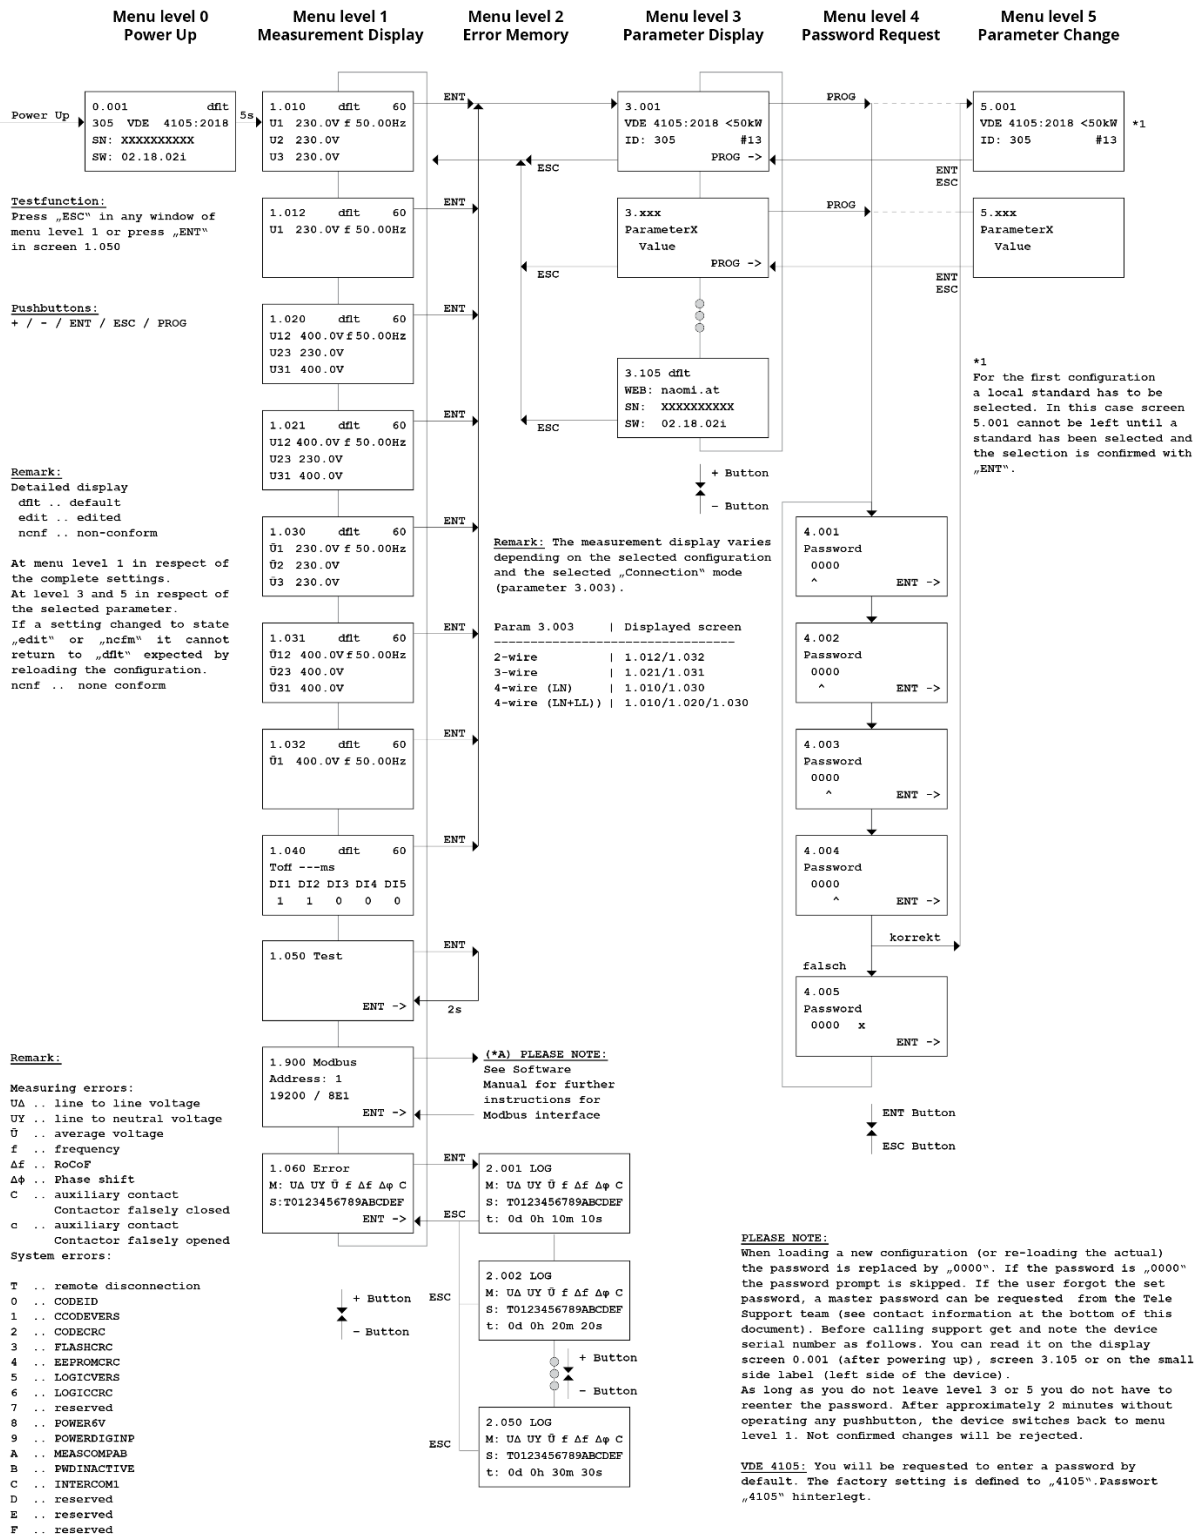 Menu level 0
Power Up
Menu level 1
Measurement Display
Menu level 2
Error Memory
Menu level 3
Parameter Display
Menu level 4
Password Request
Menu level 5
Parameter Change
Power Up
0.001 dflt
305 VDE 4105:2018
SN: XXXXXXXXXX
SW: 02.18.02i
5s
Testfunction:
Press „ESC“ in any window of
menu level 1 or press „ENT“
in screen 1.050
Pushbuttons:
+ / - / ENT / ESC / PROG
Remark:
Detailed display
dflt .. default
edit .. edited
ncnf .. non-conform
At menu level 1 in respect of
the complete settings.
At level 3 and 5 in respect of
the selected parameter.
If a setting changed to state
„edit“ or „ncfm“ it cannot
return to „dflt“ expected by
reloading the configuration.
ncnf .. none conform
Remark:
Measuring errors:
UΔ .. line to line voltage
UY .. line to neutral voltage
Ū .. average voltage
f .. frequency
Δf .. RoCoF
Δϕ .. Phase shift
C .. auxiliary contact
Contactor falsely closed
c .. auxiliary contact
Contactor falsely opened
System errors:
T .. remote disconnection
0 .. CODEID
1 .. CCODEVERS
2 .. CODECRC
3 .. FLASHCRC
4 .. EEPROMCRC
5 .. LOGICVERS
6 .. LOGICCRC
7 .. reserved
8 .. POWER6V
9 .. POWERDIGINP
A .. MEASCOMPAB
B .. PWDINACTIVE
C .. INTERCOM1
D .. reserved
E .. reserved
F .. reserved
1.010 dflt 60
U1 230.0V f 50.00Hz
U2 230.0V
U3 230.0V
ENT
1.012 dflt 60
U1 230.0V f 50.00Hz
ENT
1.020 dflt 60
U12 400.0V f 50.00Hz
U23 230.0V
U31 400.0V
ENT
1.021 dflt 60
U12 400.0V f 50.00Hz
U23 230.0V
U31 400.0V
ENT
1.030 dflt 60
Ū1 230.0V f 50.00Hz
Ū2 230.0V
Ū3 230.0V
ENT
1.031 dflt 60
Ū12 400.0V f 50.00Hz
Ū23 400.0V
Ū31 400.0V
ENT
1.032 dflt 60
Ū1 400.0V f 50.00Hz
ENT
1.040 dflt 60
Toff ---ms
DI1 DI2 DI3 DI4 DI5
1 1 0 0 0
ENT
1.050 Test
ENT ->
ENT
2s
1.900 Modbus
Address: 1
19200 / 8E1
ENT ->
(*A) PLEASE NOTE:
See Software
Manual for further
instructions for
Modbus interface
1.060 Error
M: UΔ UY Ū f Δf Δφ C
S:T0123456789ABCDEF
ENT ->
ENT
ESC
+ Button
− Button
2.001 LOG
M: UΔ UY Ū f Δf Δφ C
S: T0123456789ABCDEF
t: 0d 0h 10m 10s
2.002 LOG
M: UΔ UY Ū f Δf Δφ C
S: T0123456789ABCDEF
t: 0d 0h 20m 20s
ESC
+ Button
− Button
2.050 LOG
M: UΔ UY Ū f Δf Δφ C
S: T0123456789ABCDEF
t: 0d 0h 30m 30s
ESC
3.001
VDE 4105:2018 <50kW
ID: 305 #13
PROG ->
ESC
PROG
3.xxx
ParameterX
Value
PROG ->
ESC
PROG
3.105 dflt
WEB: naomi.at
SN: XXXXXXXXXX
SW: 02.18.02i
ESC
+ Button
− Button
Remark: The measurement display varies
depending on the selected configuration
and the selected „Connection“ mode
(parameter 3.003).
Param 3.003 | Displayed screen
----------------------------------
2-wire | 1.012/1.032
3-wire | 1.021/1.031
4-wire (LN) | 1.010/1.030
4-wire (LN+LL)) | 1.010/1.020/1.030
4.001
Password
0000
^ ENT ->
4.002
Password
0000
^ ENT ->
4.003
Password
0000
^ ENT ->
4.004
Password
0000
^ ENT ->
korrekt
falsch
4.005
Password
0000 x
ENT ->
ENT Button
ESC Button
5.001
VDE 4105:2018 <50kW
ID: 305 #13
*1
ENT
ESC
5.xxx
ParameterX
Value
ENT
ESC
*1
For the first configuration
a local standard has to be
selected. In this case screen
5.001 cannot be left until a
standard has been selected and
the selection is confirmed with
„ENT“.
PLEASE NOTE:
When loading a new configuration (or re-loading the actual)
the password is replaced by „0000“. If the password is „0000“
the password prompt is skipped. If the user forgot the set
password, a master password can be requested from the Tele
Support team (see contact information at the bottom of this
document). Before calling support get and note the device
serial number as follows. You can read it on the display
screen 0.001 (after powering up), screen 3.105 or on the small
side label (left side of the device).
As long as you do not leave level 3 or 5 you do not have to
reenter the password. After approximately 2 minutes without
operating any pushbutton, the device switches back to menu
level 1. Not confirmed changes will be rejected.
VDE 4105: You will be requested to enter a password by
default. The factory setting is defined to „4105“.Passwort
„4105“ hinterlegt.